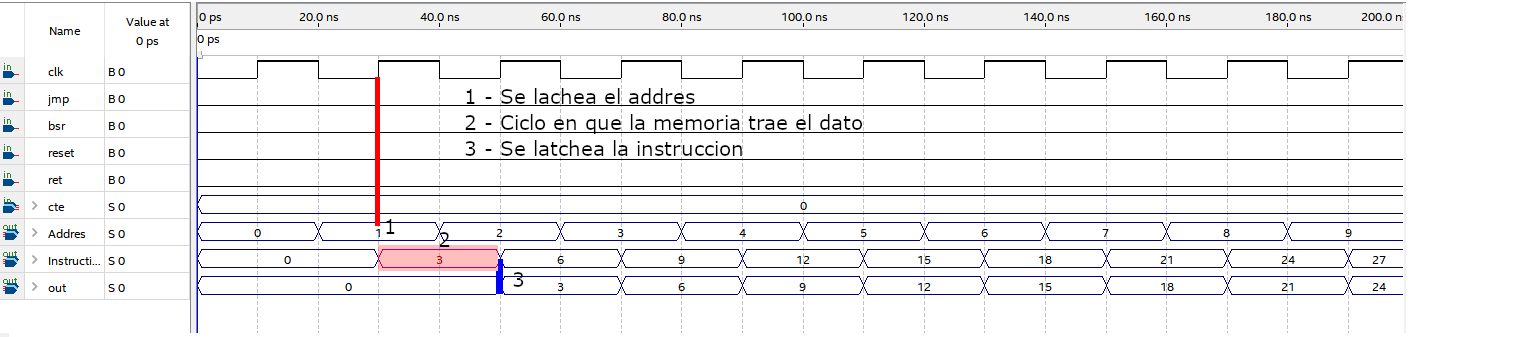 Name Value at 0 ps 0 ps 20.0 ns 40.0 ns 60.0 ns 80.0 ns 100.0 ns 120.0 ns 140.0 ns 160.0 ns 180.0 ns 200.0 n
0 ps
in clk B 0
in jmp B 0 1 - Se lachea el addres
in bsr B 0 2 - Ciclo en que la memoria trae el dato
in reset B 0 3 - Se latchea la instruccion
in ret B 0
in cte S 0 0
out Addres S 0 0 1 1 2 3 4 5 6 7 8 9
2
out Instructi... S 0 0 3 6 9 12 15 18 21 24 27
out out S 0 0 3 3 6 9 12 15 18 21 24